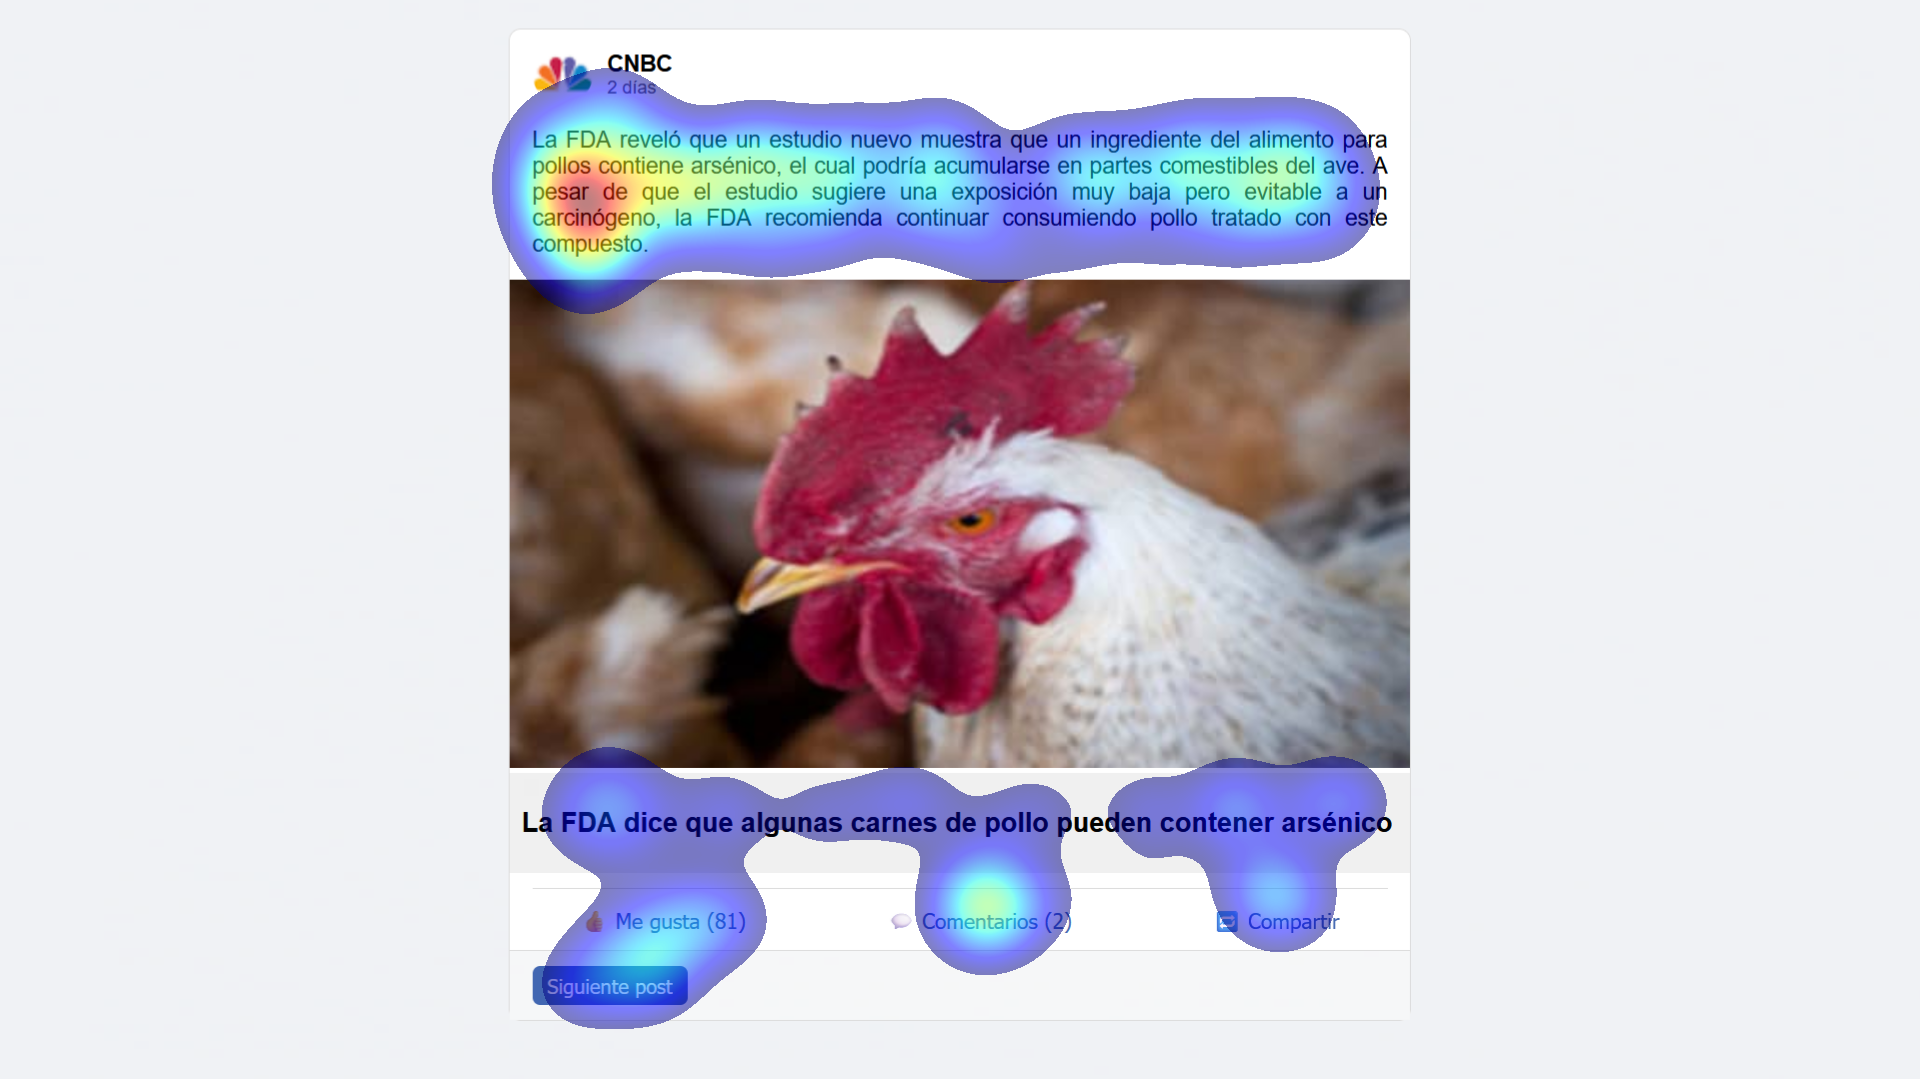 CNBC
2 días
La FDA reveló que un estudio nuevo muestra que un ingrediente del alimento para
pollos contiene arsénico, el cual podría acumularse en partes comestibles del ave. A
pesar de que el estudio sugiere una exposición muy baja pero evitable a un
carcinógeno, la FDA recomienda continuar consumiendo pollo tratado con este
compuesto.
La FDA dice que algunas carnes de pollo pueden contener arsénico
Me gusta (81)
Comentarios (2)
Compartir
Siguiente post